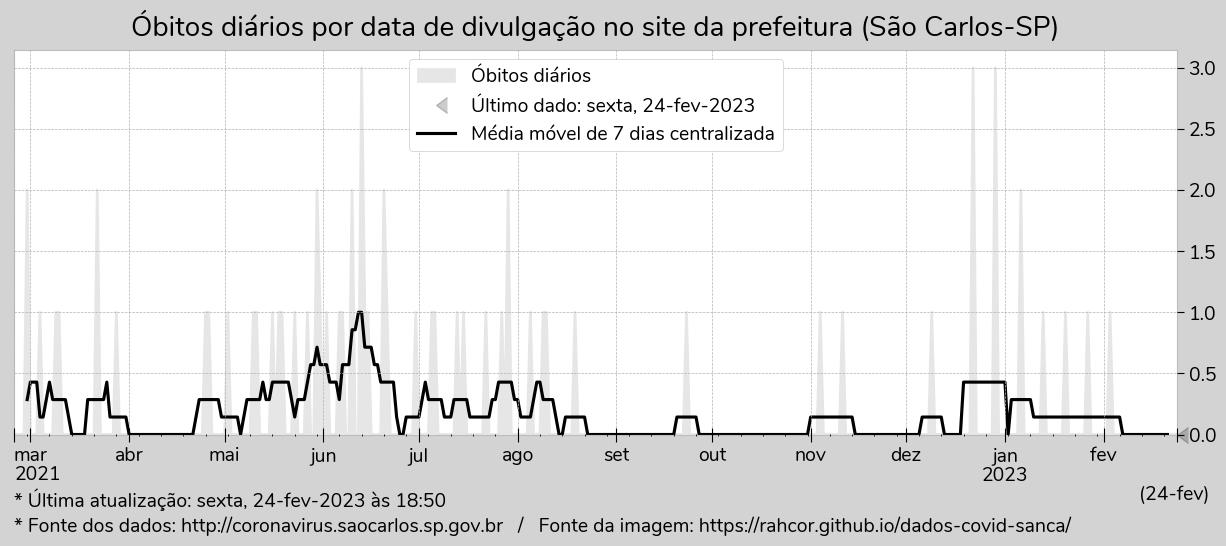 Óbitos diários por data de divulgação no site da prefeitura (São Carlos-SP)
Óbitos diários
Último dado: sexta, 24-fev-2023
Média móvel de 7 dias centralizada
3.0
2.5
2.0
1.5
1.0
0.5
0.0
mar abr mai jun jul ago set out nov dez jan fev
2021 2023
(24-fev)
* Última atualização: sexta, 24-fev-2023 às 18:50
* Fonte dos dados: http://coronavirus.saocarlos.sp.gov.br / Fonte da imagem: https://rahcor.github.io/dados-covid-sanca/